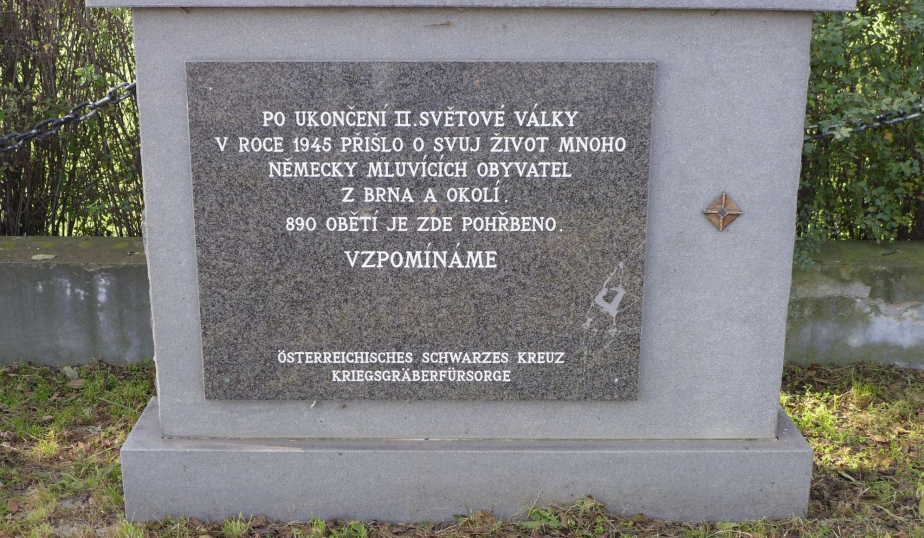 PO UKONČENÍ II. SVĚTOVÉ VÁLKY
V ROCE 1945 PŘIŠLO O SVUJ ŽIVOT MNOHO
NĚMECKY MLUVÍCÍCH OBYVATEL
Z BRNA A OKOLÍ.
890 OBĚTÍ JE ZDE POHŘBENO.
VZPOMÍNÁME
ÖSTERREICHISCHES SCHWARZES KREUZ
KRIEGSGRÄBERFÜRSORGE